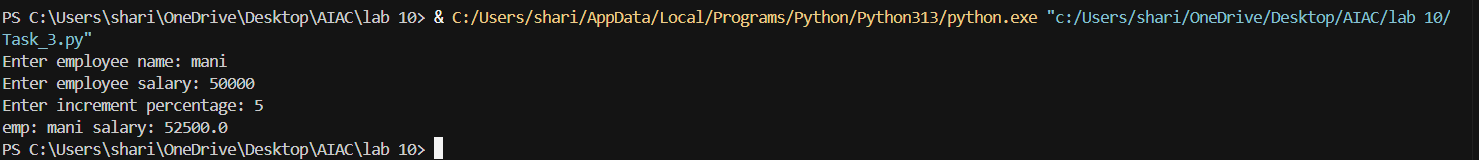 PS C:\Users\shari\OneDrive\Desktop\AIAC\lab 10> & C:/Users/shari/AppData/Local/Programs/Python/Python313/python.exe "c:/Users/shari/OneDrive/Desktop/AIAC/lab 10/
Task_3.py"
Enter employee name: mani
Enter employee salary: 50000
Enter increment percentage: 5
emp: mani salary: 52500.0
PS C:\Users\shari\OneDrive\Desktop\AIAC\lab 10>